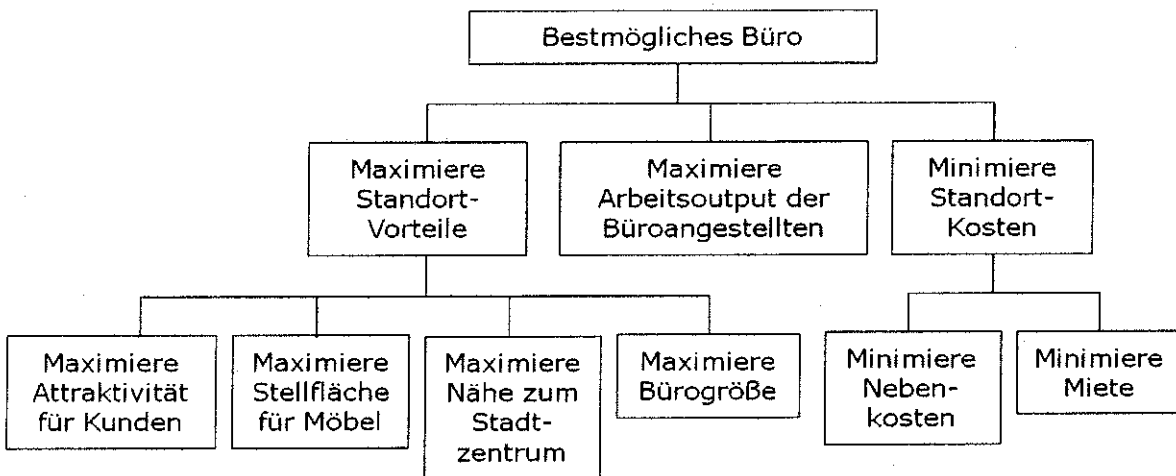 Bestmögliches Büro
Maximiere
Standort-
Vorteile
Maximiere
Arbeitsoutput der
Büroangestellten
Minimiere
Standort-
Kosten
Maximiere
Attraktivität
für Kunden
Maximiere
Stellfläche
für Möbel
Maximiere
Nähe zum
Stadt-
zentrum
Maximiere
Bürogröße
Minimiere
Neben-
kosten
Minimiere
Miete